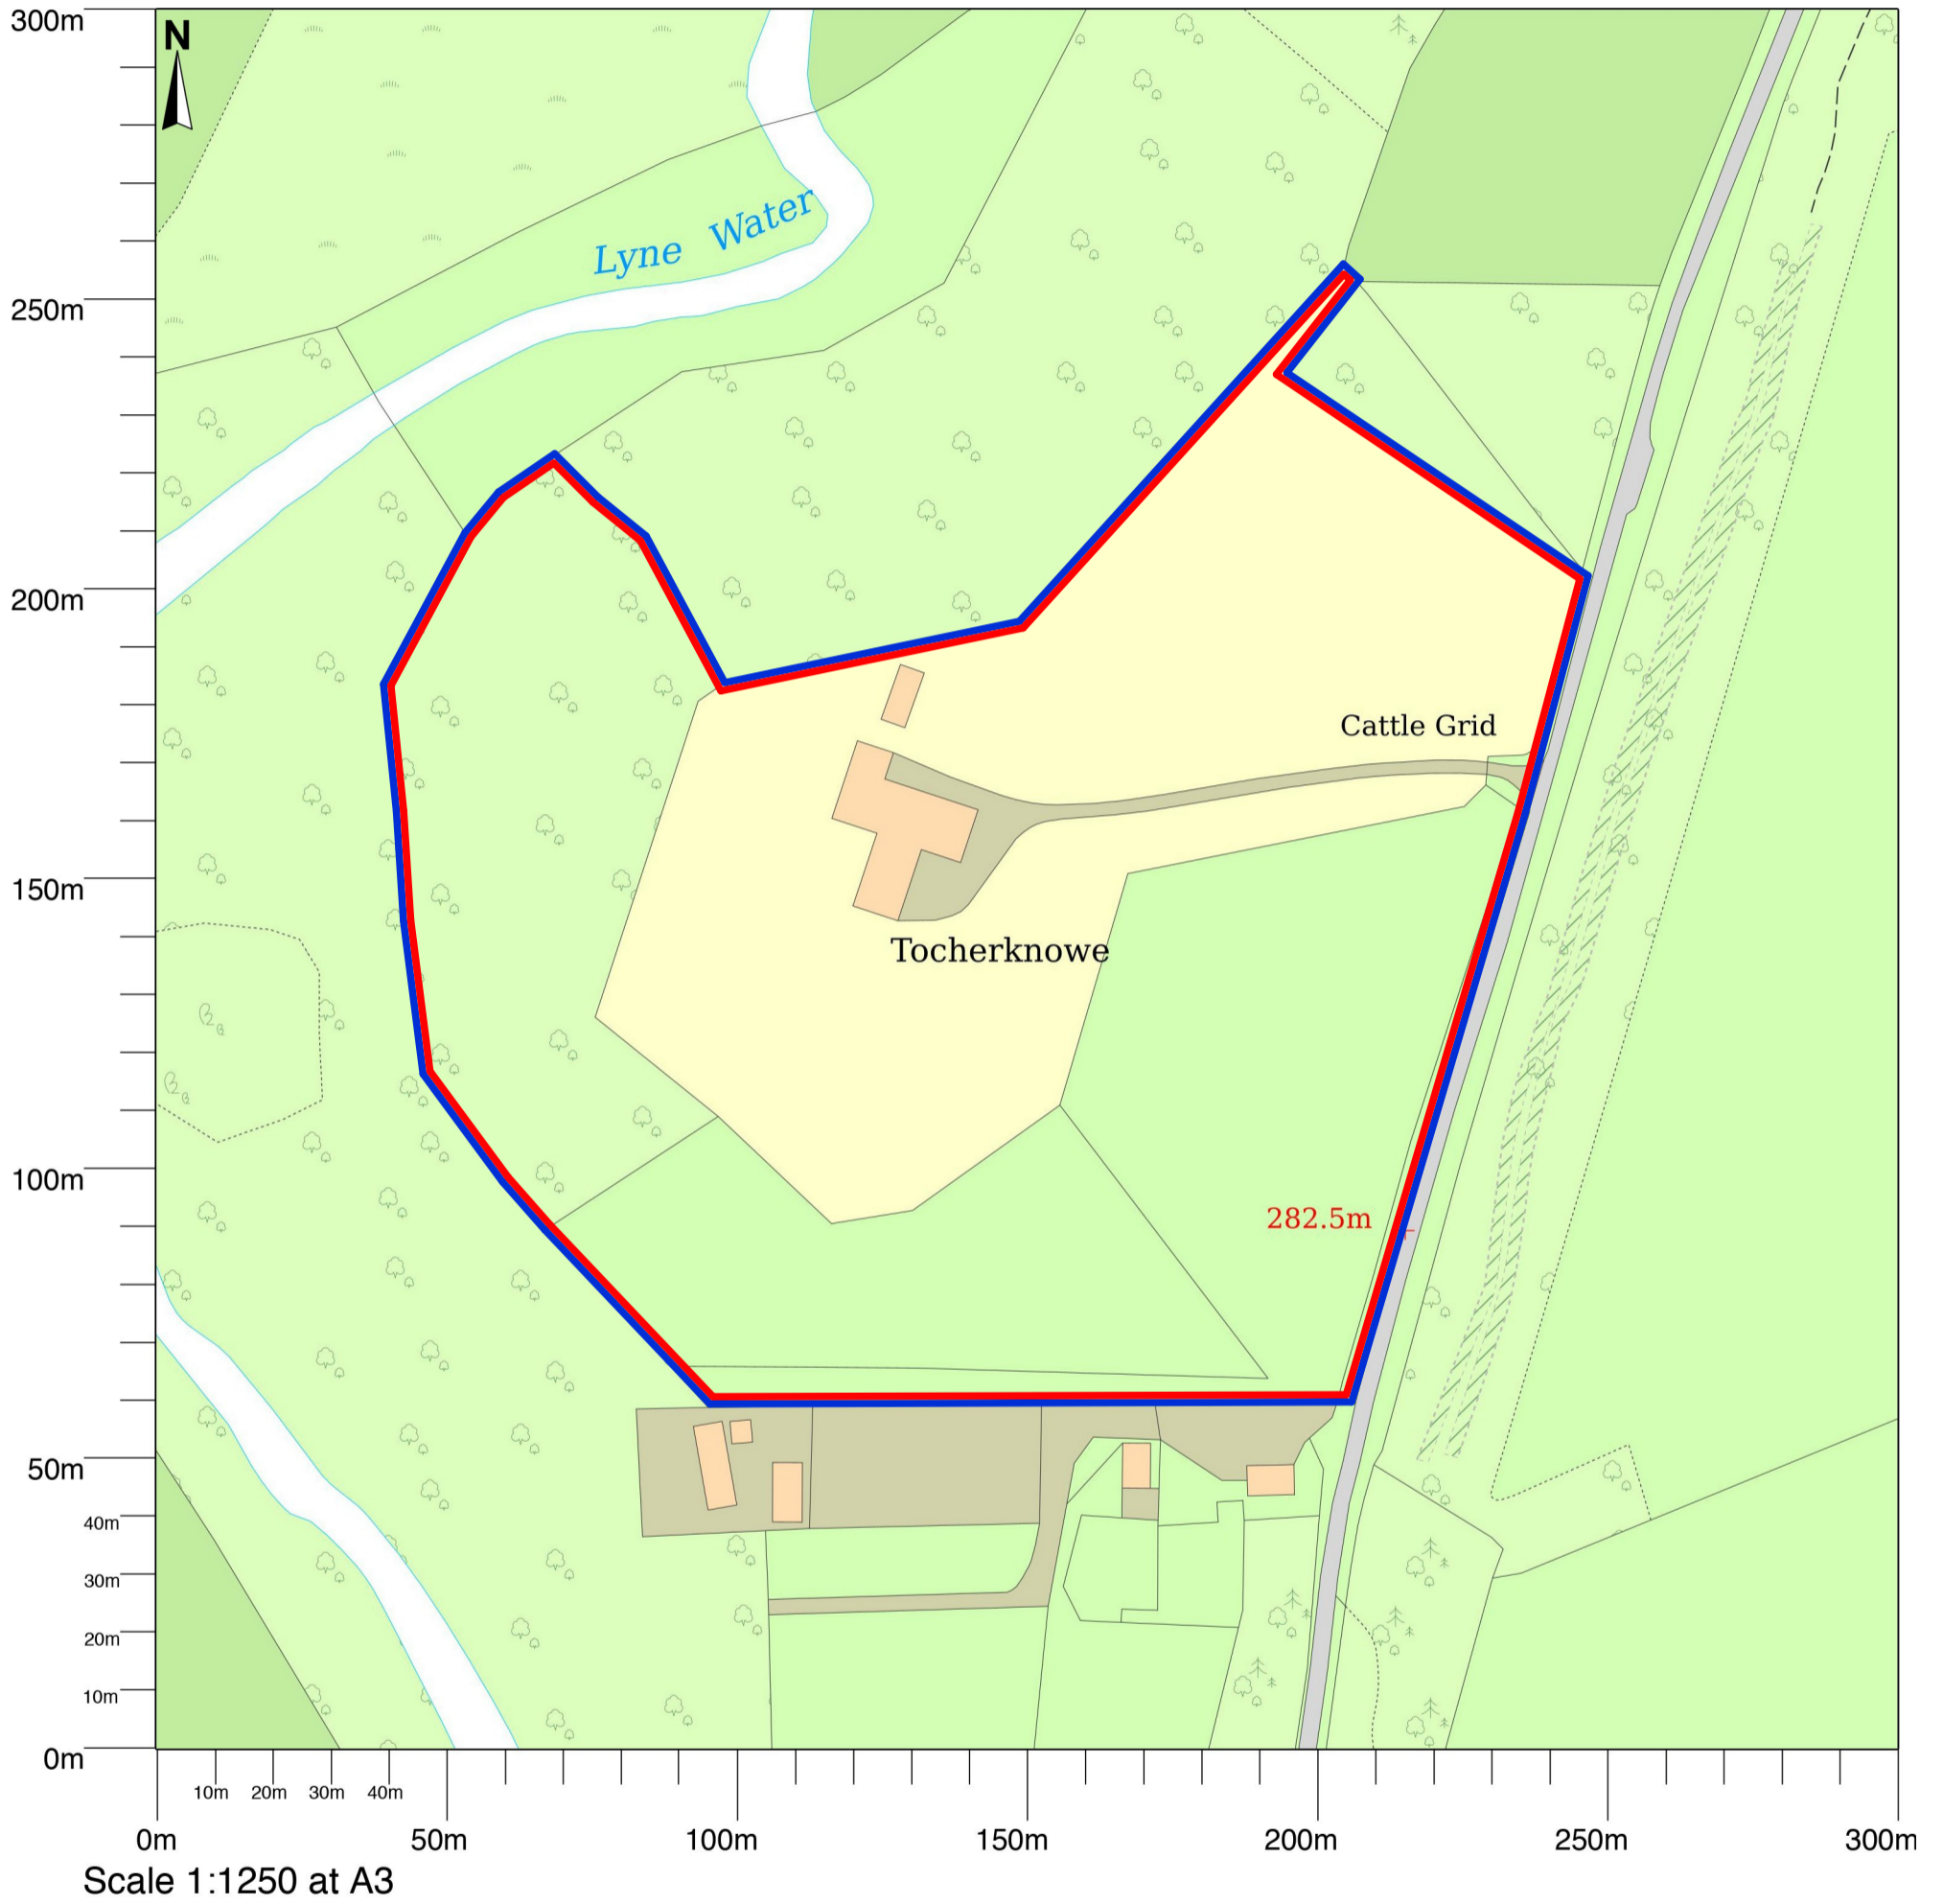 300m
N
Lyne Water
250m
200m
Cattle Grid
150m
Tocherknowe
100m
282.5m
50m
40m
30m
20m
10m
0m
10m 20m 30m 40m
0m 50m 100m 150m 200m 250m 300m
Scale 1:1250 at A3